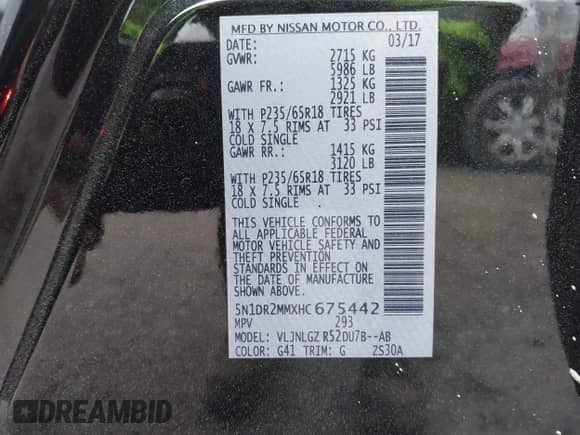 MFD BY NISSAN MOTOR CO., LTD.
DATE: 03/17
GVWR: 2715 KG
5986 LB
GAWR FR.: 1325 KG
2921 LB
WITH P235/65R18 TIRES
18 X 7.5 RIMS AT 33 PSI
COLD SINGLE
GAWR RR.: 1415 KG
3120 LB
WITH P235/65R18 TIRES
18 X 7.5 RIMS AT 33 PSI
COLD SINGLE .
THIS VEHICLE CONFORMS TO
ALL APPLICABLE FEDERAL
MOTOR VEHICLE SAFETY AND
THEFT PREVENTION
STANDARDS IN EFFECT ON
THE DATE OF MANUFACTURE
SHOWN ABOVE.
5N1DR2MMXHC 675442
MPV 293
MODEL: VLJNLGZ R52DU7B--AB
COLOR: G41 TRIM: G ZS30A
DREAMBID